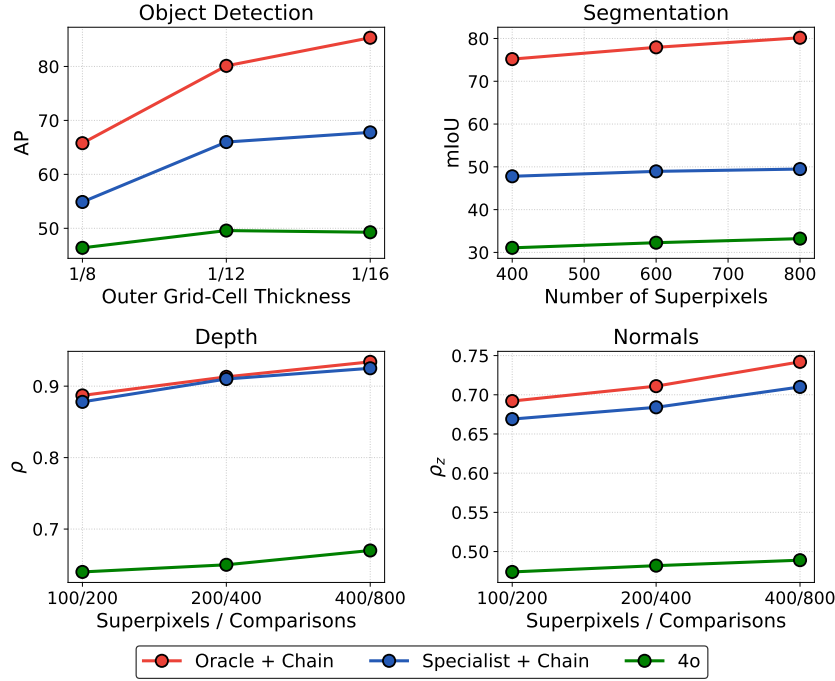 Object Detection
AP
80
70
60
50
1/8 1/12 1/16
Outer Grid-Cell Thickness
Segmentation
mIoU
80
70
60
50
40
30
400 500 600 700 800
Number of Superpixels
Depth
ρ
0.9
0.8
0.7
100/200 200/400 400/800
Superpixels / Comparisons
Normals
ρz
0.75
0.70
0.65
0.60
0.55
0.50
100/200 200/400 400/800
Superpixels / Comparisons
Oracle + Chain Specialist + Chain 4o